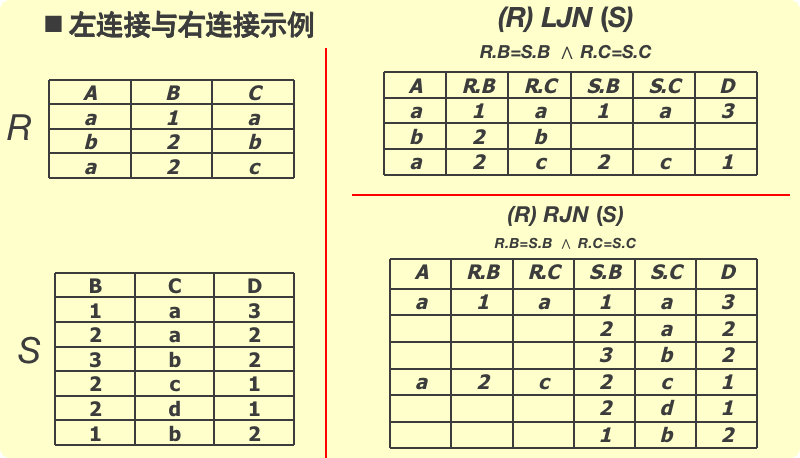 ■ 左连接与右连接示例
R
A B C
a 1 a
b 2 b
a 2 c
S
B C D
1 a 3
2 a 2
3 b 2
2 c 1
2 d 1
1 b 2
(R) LJN (S)
R.B=S.B ∧ R.C=S.C
A R.B R.C S.B S.C D
a 1 a 1 a 3
b 2 b
a 2 c 2 c 1
(R) RJN (S)
R.B=S.B ∧ R.C=S.C
A R.B R.C S.B S.C D
a 1 a 1 a 3
2 a 2
3 b 2
a 2 c 2 c 1
2 d 1
1 b 2